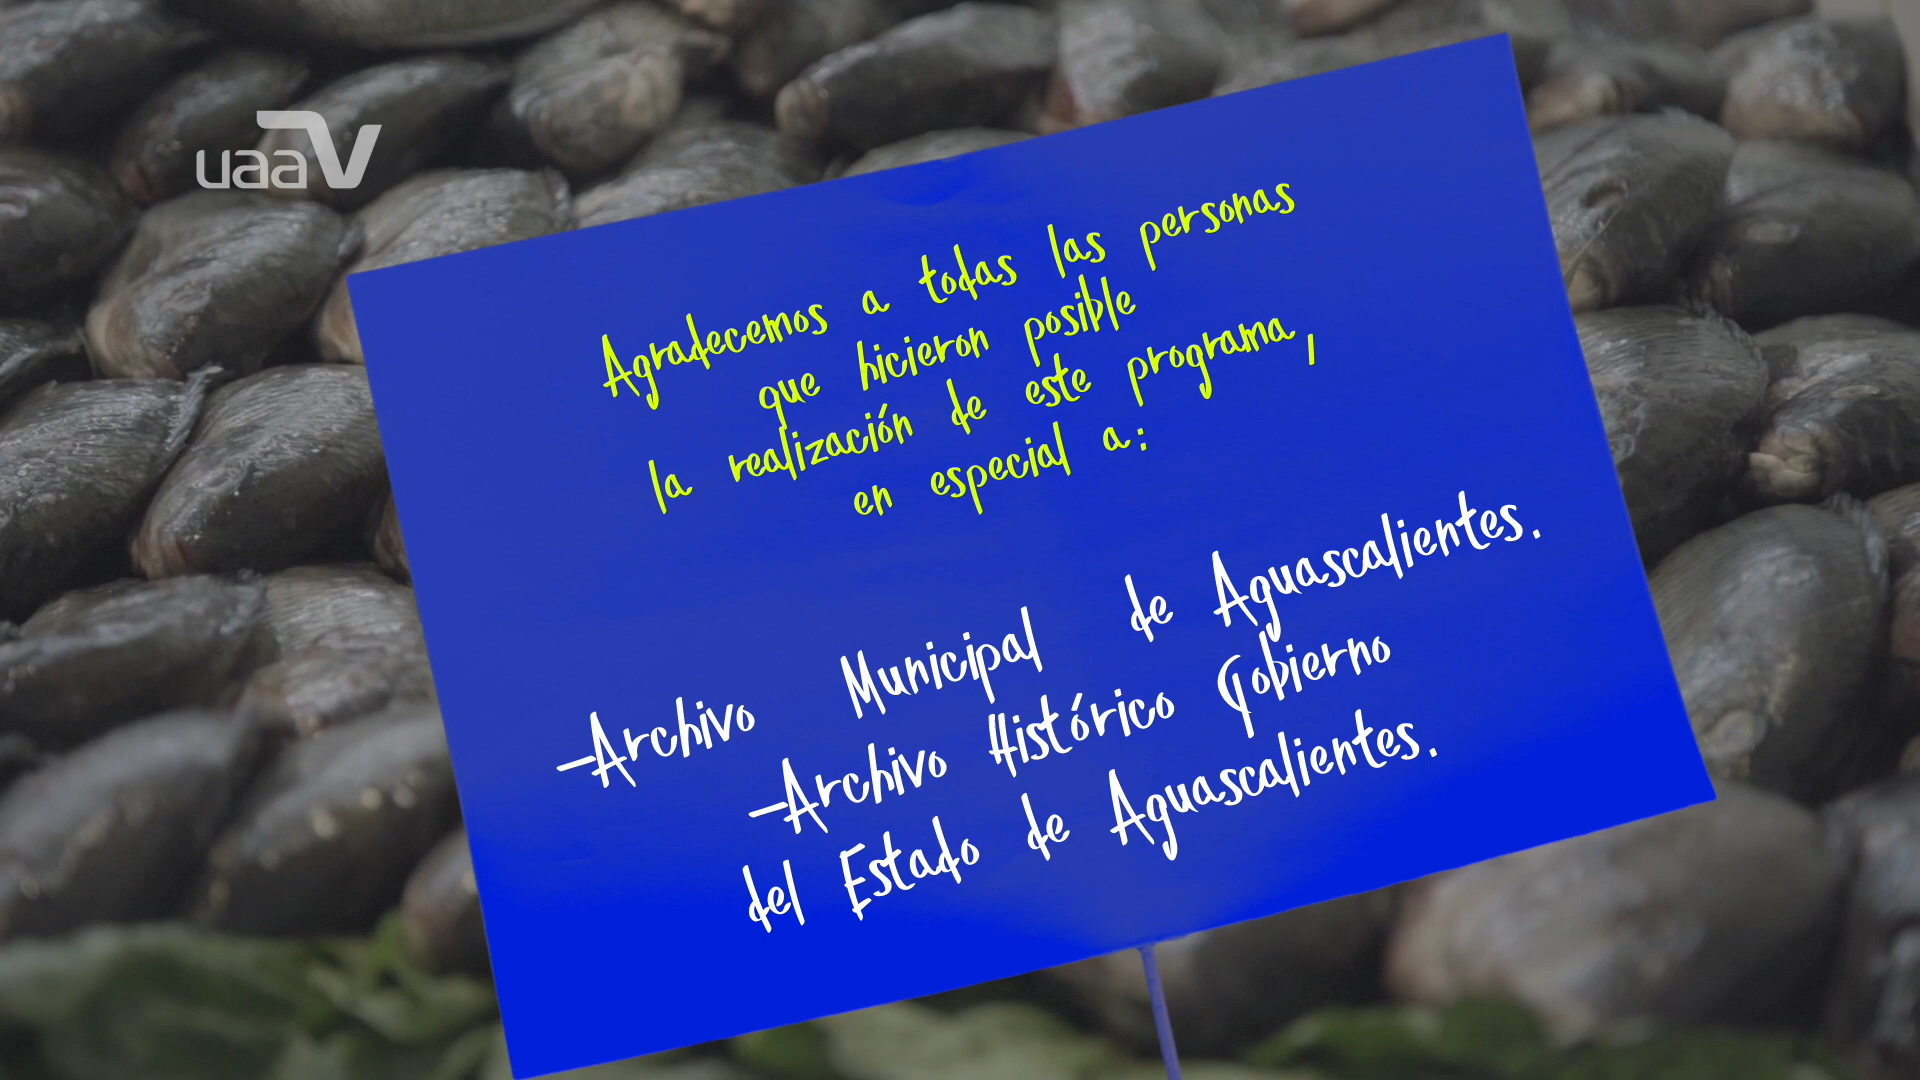 uaaTV
Agradecemos a todas las personas
que hicieron posible
la realización de este programa,
en especial a:
-Archivo Municipal de Aguascalientes.
-Archivo Histórico Gobierno
del Estado de Aguascalientes.